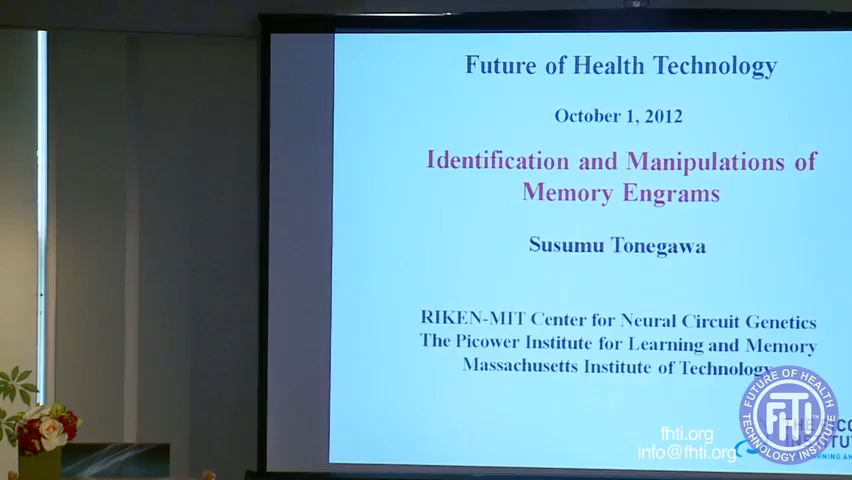 Future of Health Technology
October 1, 2012
Identification and Manipulations of
Memory Engrams
Susumu Tonegawa
RIKEN-MIT Center for Neural Circuit Genetics
The Picower Institute for Learning and Memory
Massachusetts Institute of Technology
FUTURE OF HEALTH
FHTI
TECHNOLOGY INSTITUTE
fhti.org
info@fhti.org